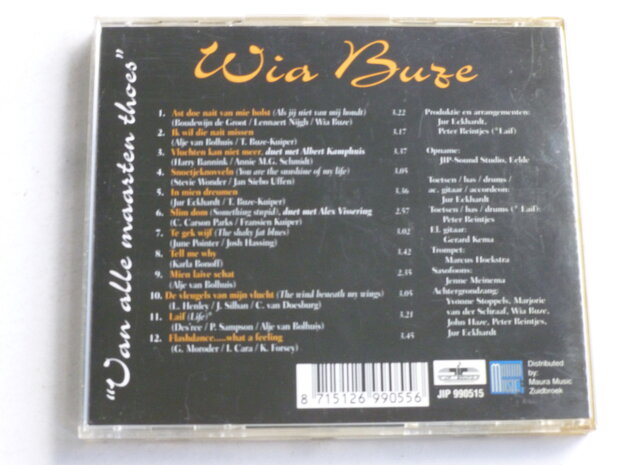 Wia Buze
"Van alle maarten thoes"
1. Ast doe nait van mie holst (Als jij niet van mij houdt) 3.22
(Boudewijn de Groot / Lennaert Nijgh / Wia Buze)
2. Ik wil die nait missen 3.17
(Alje van Bolhuis / T. Buze-Kuiper)
3. Vluchten kan niet meer, duet met Albert Kamphuis 3.17
(Harry Bannink / Annie M.G. Schmidt)
4. Smoetjeknovveln (You are the sunshine of my life) 3.05
(Stevie Wonder / Jan Siebo Uffen)
5. In mien dreumen 3.36
(Jur Eckhardt / T. Buze-Kuiper)
6. Slim dom (Something stupid), duet met Alex Vissering 2.57
(C. Carson Parks / Fransien Kuiper)
7. Te gek wijf (The shaky fat blues) 3.02
(June Pointer / Josh Hassing)
8. Tell me why 3.42
(Karla Bonoff)
9. Mien laive schat 2.35
(Alje van Bolhuis)
10. De vleugels van mijn vlucht (The wind beneath my wings) 3.05
(L. Henley / J. Silhan / C. van Doesburg)
11. Laif (Life)* 3.21
(Des'ree / P. Sampson / Alje van Bolhuis)
12. Flashdance.....what a feeling 3.45
(G. Moroder / I. Cara / K. Forsey)
Produktie en arrangementen:
Jur Eckhardt,
Peter Reintjes (*Laif)
Opname:
JIP-Sound Studio, Eelde
Toetsen / bas / drums /
ac. gitaar / accordeon:
Jur Eckhardt
Toetsen / bas / drums (* Laif):
Peter Reintjes
El. gitaar:
Gerard Kema
Trompet:
Marcus Hoekstra
Saxofoons:
Jenne Meinema
Achtergrondzang:
Yvonne Stoppels, Marjorie
van der Schraaf, Wia Buze,
John Haze, Peter Reintjes,
Jur Eckhardt
8 715126 990556
JIP 990515
Distributed
by:
Maura Music
Zuidbroek